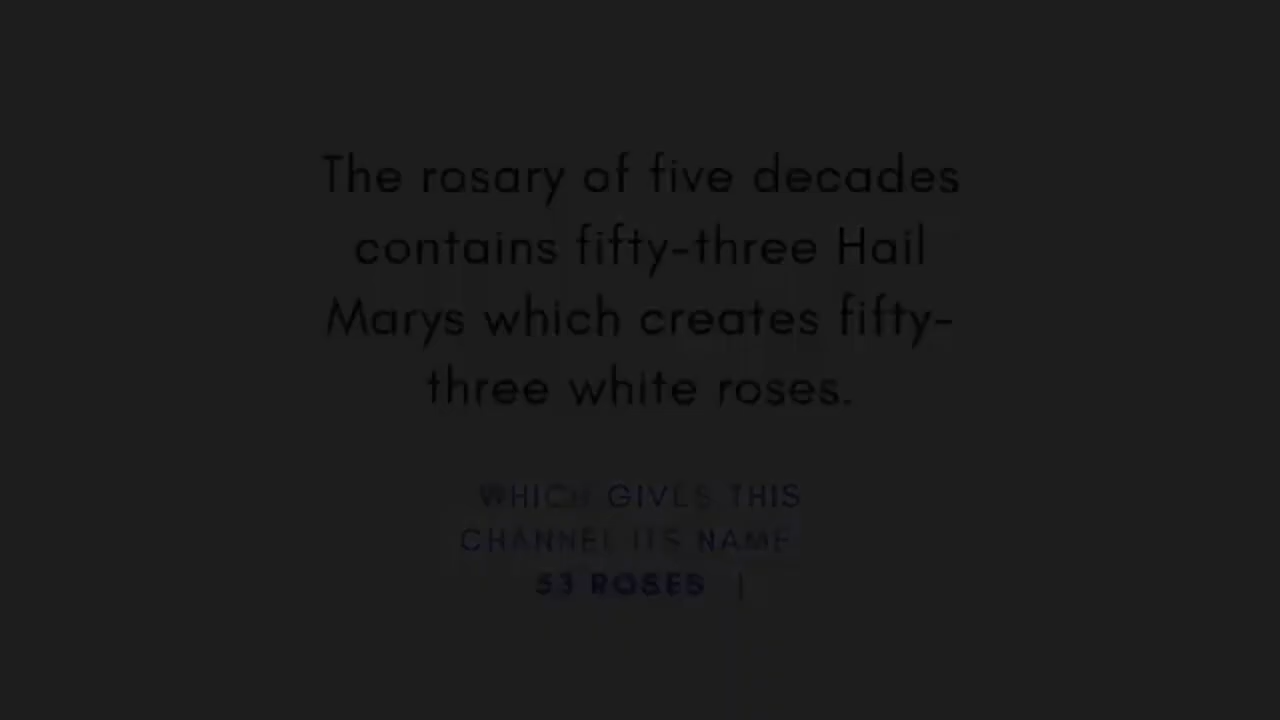 The rosary of five decades
contains fifty-three Hail
Marys which creates fifty-
three white roses.
WHICH GIVES THIS
CHANNEL ITS NAME
53 ROSES |